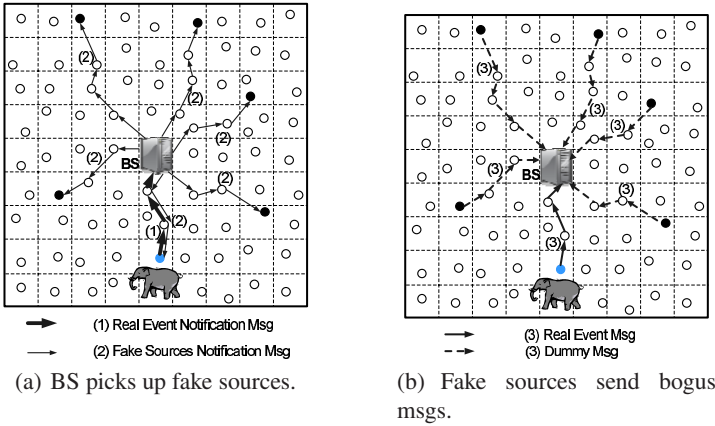 (2)
(2)
(2)
(2)
BS
(2)
(2)
(1)
(1) Real Event Notification Msg
(2) Fake Sources Notification Msg
(a) BS picks up fake sources.
(3)
(3)
(3)
(3)
BS
(3)
(3)
(3) Real Event Msg
(3) Dummy Msg
(b) Fake sources send bogus
msgs.